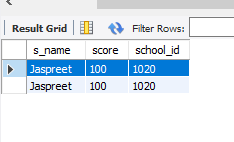 Result Grid Filter Rows:
s_name score school_id
Jaspreet 100 1020
Jaspreet 100 1020